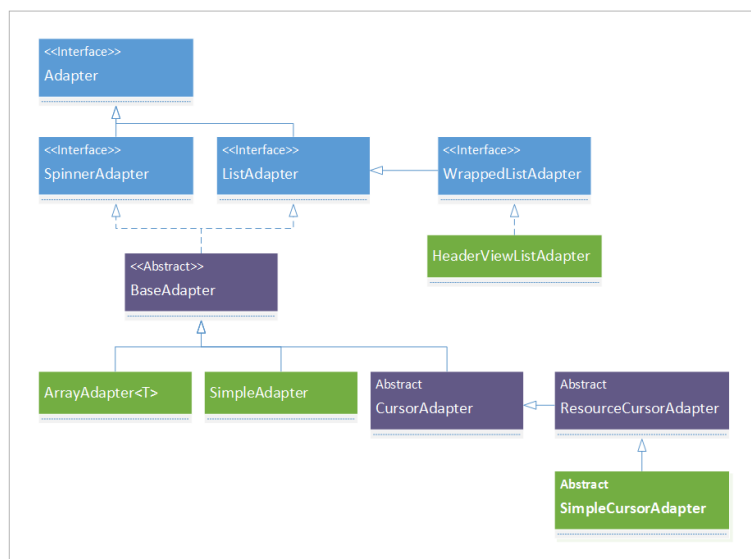 <<Interface>>
Adapter
<<Interface>>
SpinnerAdapter
<<Interface>>
ListAdapter
<<Interface>>
WrappedListAdapter
HeaderViewListAdapter
<<Abstract>>
BaseAdapter
ArrayAdapter<T>
SimpleAdapter
Abstract
CursorAdapter
Abstract
ResourceCursorAdapter
Abstract
SimpleCursorAdapter